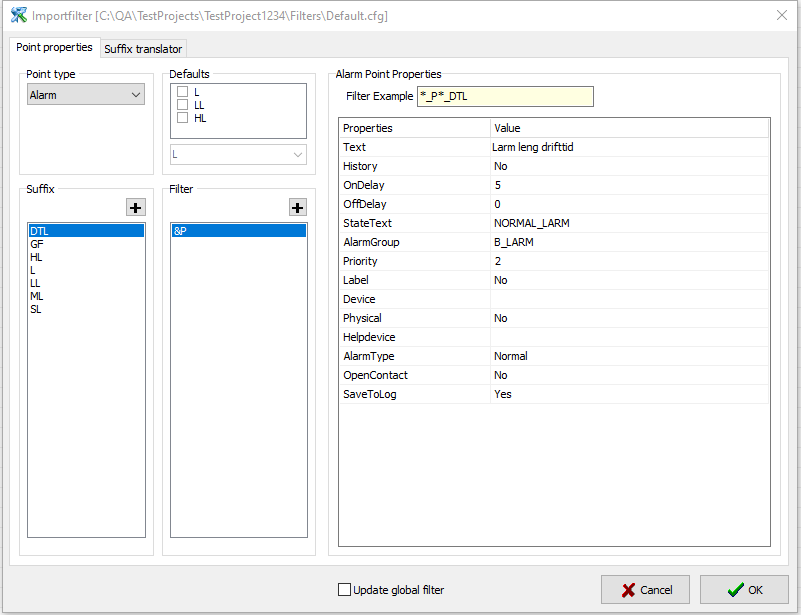 Importfilter [C:\QA\TestProjects\TestProject1234\Filters\Default.cfg]
Point properties
Suffix translator
Point type
Alarm
Defaults
L
LL
HL
L
Suffix
DTL
GF
HL
L
LL
ML
SL
Filter
&P
Alarm Point Properties
Filter Example *_P*_DTL
Properties Value
Text Larm leng drifttid
History No
OnDelay 5
OffDelay 0
StateText NORMAL_LARM
AlarmGroup B_LARM
Priority 2
Label No
Device
Physical No
Helpdevice
AlarmType Normal
OpenContact No
SaveToLog Yes
Update global filter
Cancel
OK